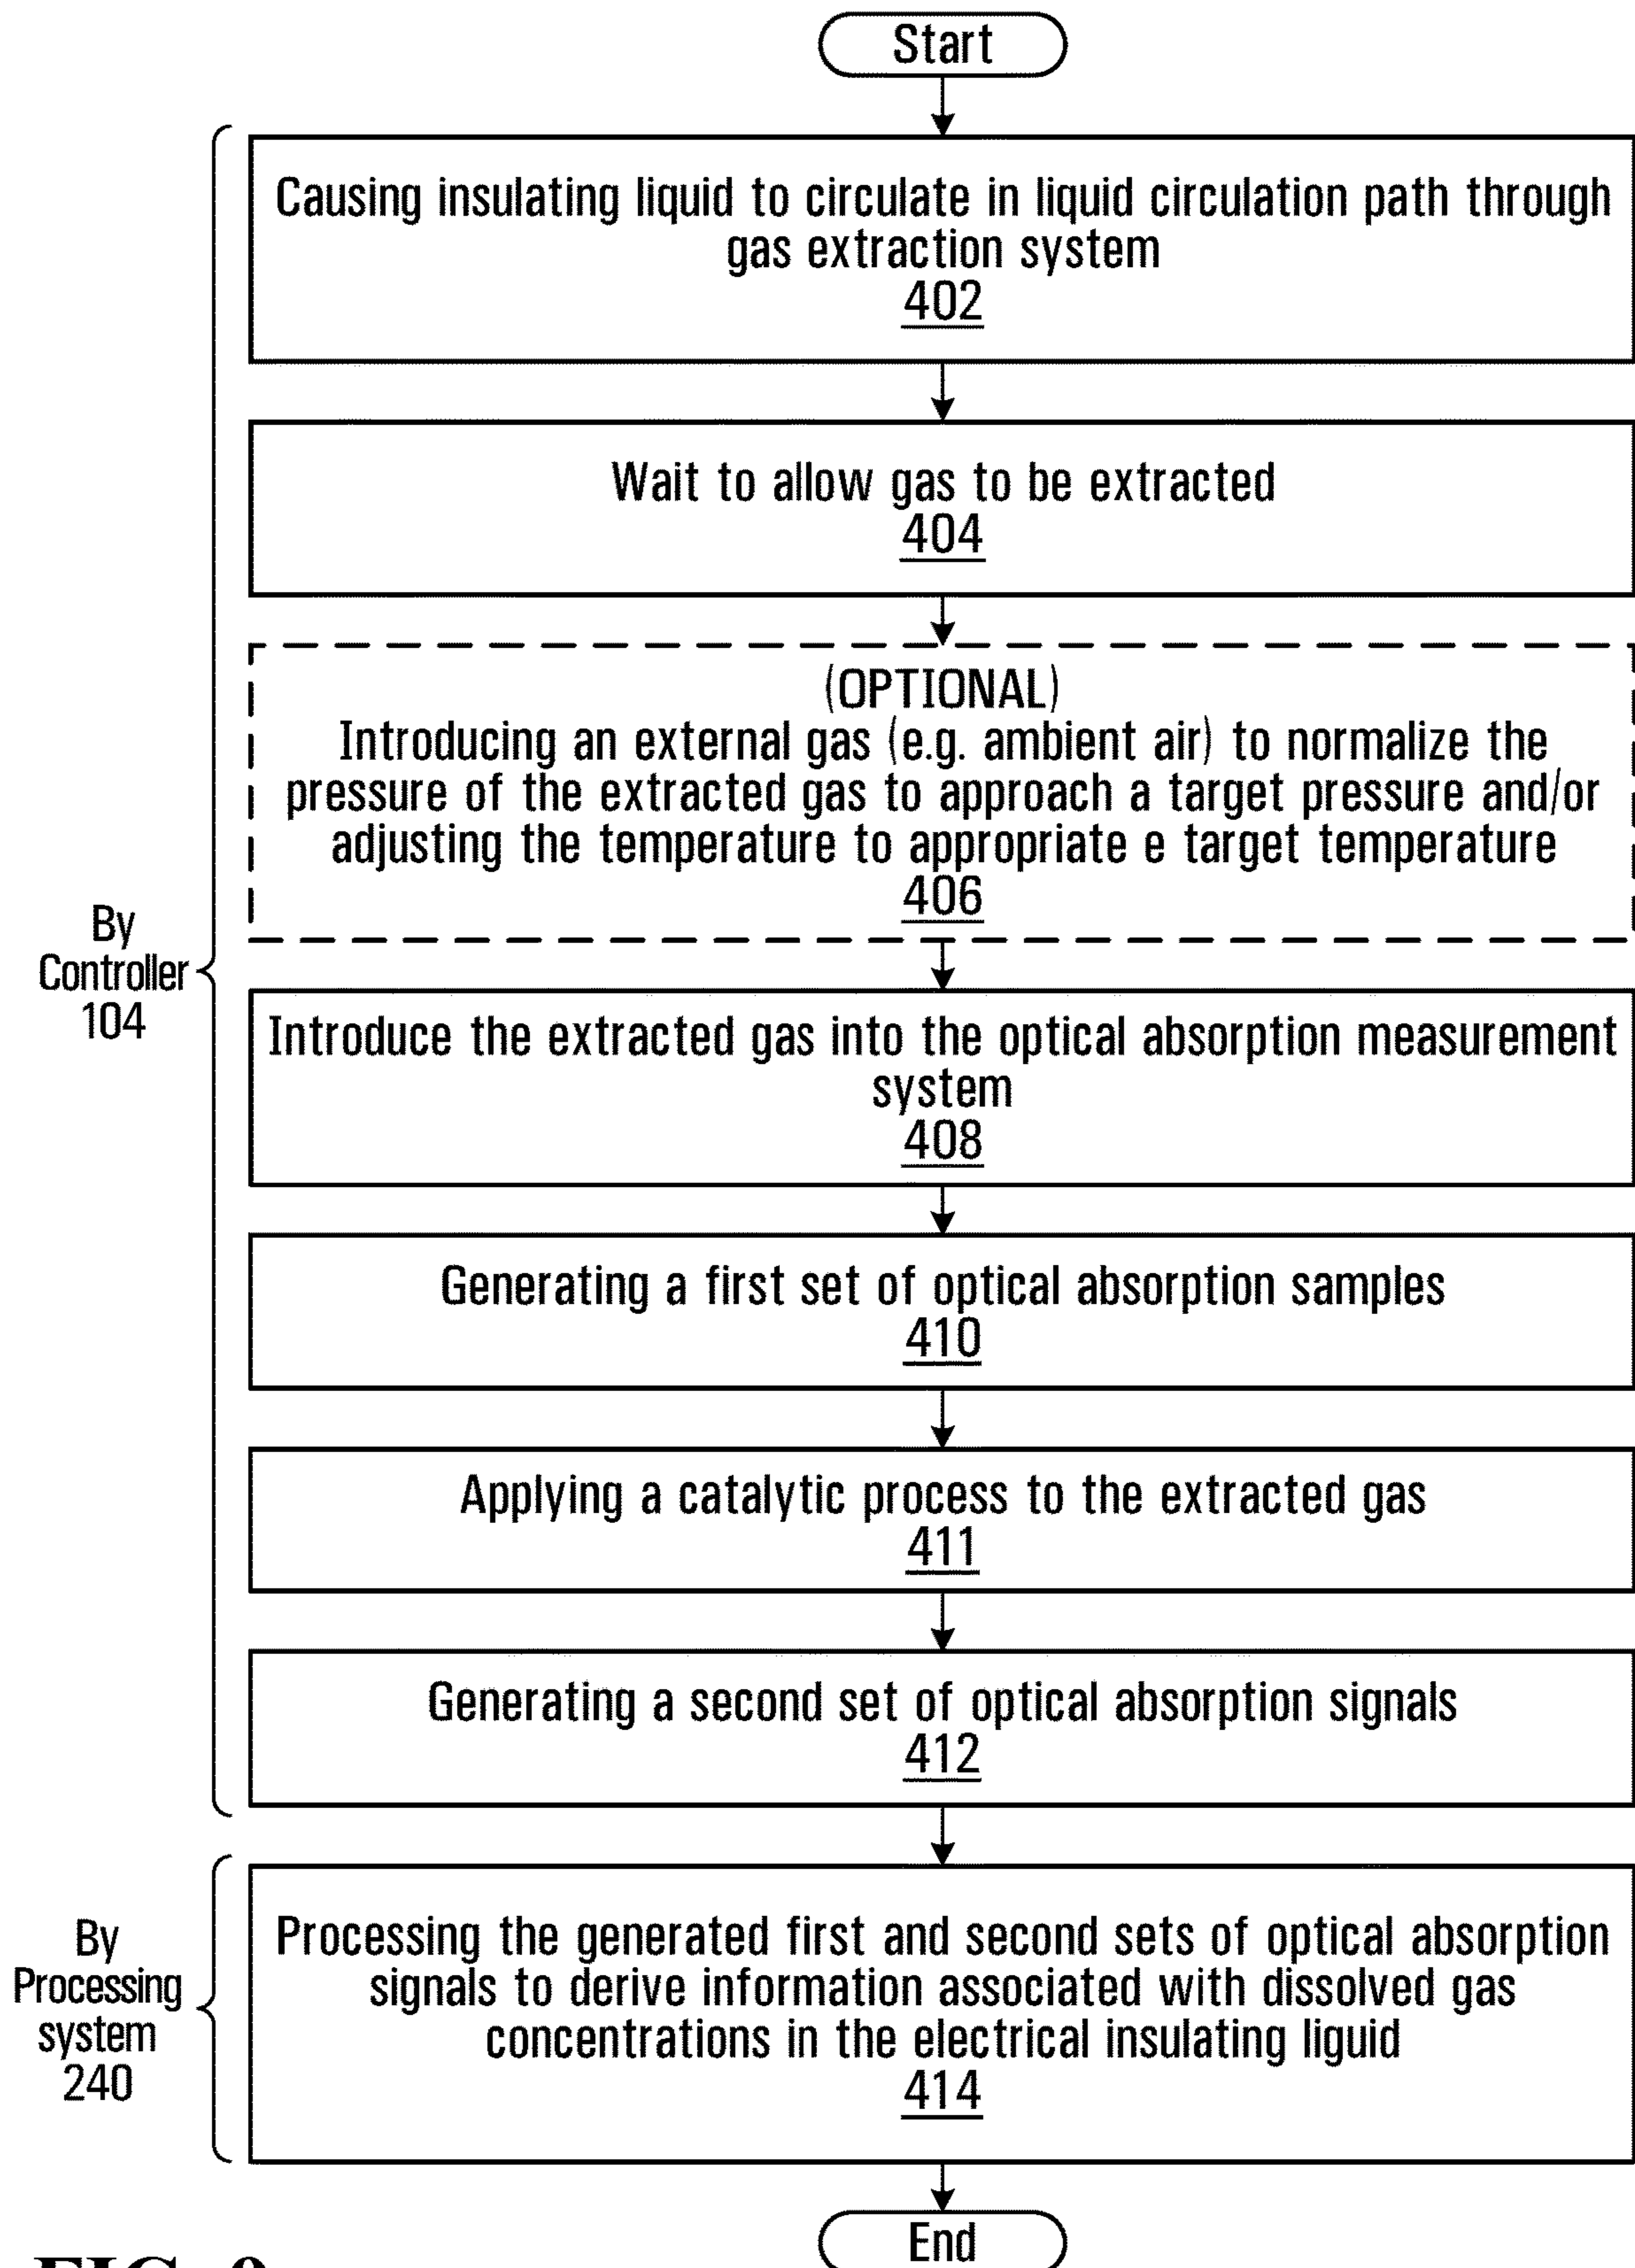 Start
Causing insulating liquid to circulate in liquid circulation path through
gas extraction system
402
Wait to allow gas to be extracted
404
(OPTIONAL)
Introducing an external gas (e.g. ambient air) to normalize the
pressure of the extracted gas to approach a target pressure and/or
adjusting the temperature to appropriate e target temperature
406
By
Controller
104
Introduce the extracted gas into the optical absorption measurement
system
408
Generating a first set of optical absorption samples
410
Applying a catalytic process to the extracted gas
411
Generating a second set of optical absorption signals
412
By
Processing
system
240
Processing the generated first and second sets of optical absorption
signals to derive information associated with dissolved gas
concentrations in the electrical insulating liguid
414
End